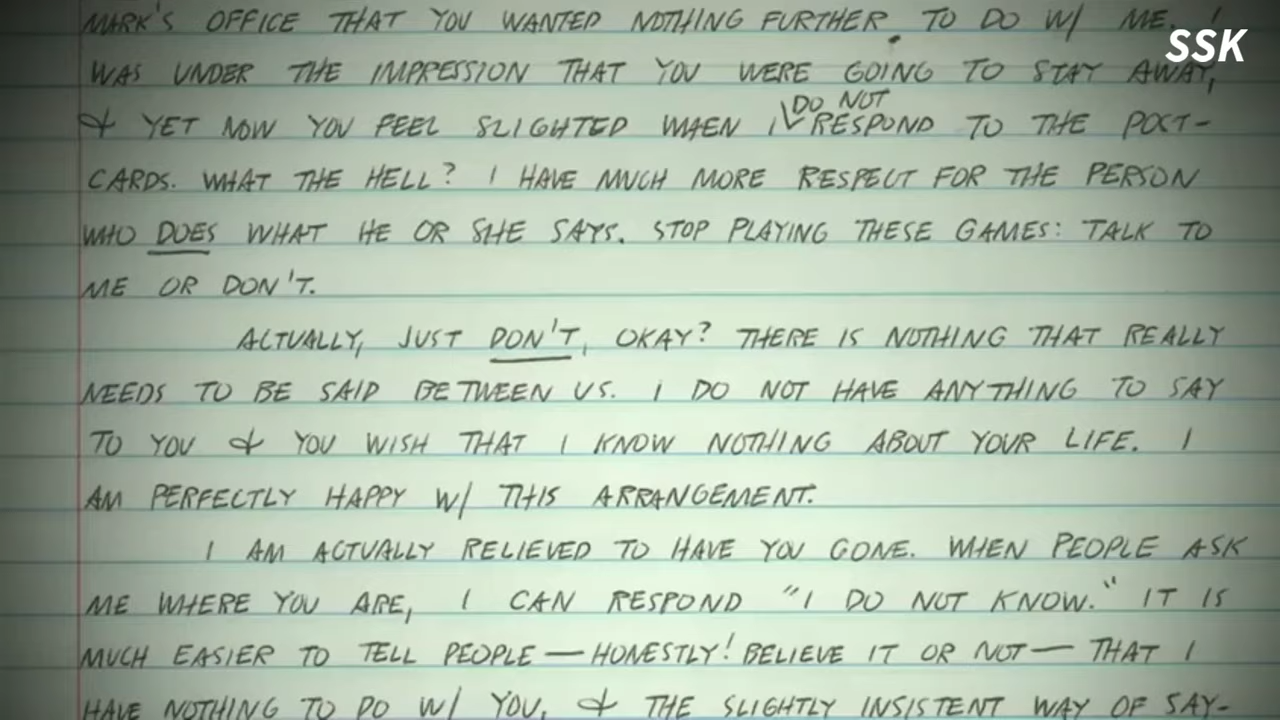 MARK'S OFFICE THAT YOU WANTED NOTHING FURTHER TO DO W/ ME. I
SSK
WAS UNDER THE IMPRESSION THAT YOU WERE GOING TO STAY AWAY,
& YET NOW YOU FEEL SLIGHTED WHEN I DO NOT RESPOND TO THE POST-
CARDS. WHAT THE HELL? I HAVE MUCH MORE RESPECT FOR THE PERSON
WHO DOES WHAT HE OR SHE SAYS. STOP PLAYING THESE GAMES: TALK TO
ME OR DON'T.
ACTUALLY, JUST DON'T, OKAY? THERE IS NOTHING THAT REALLY
NEEDS TO BE SAID BETWEEN US. I DO NOT HAVE ANYTHING TO SAY
TO YOU & YOU WISH THAT I KNOW NOTHING ABOUT YOUR LIFE. I
AM PERFECTLY HAPPY W/ THIS ARRANGEMENT.
I AM ACTUALLY RELIEVED TO HAVE YOU GONE. WHEN PEOPLE ASK
ME WHERE YOU ARE, I CAN RESPOND "I DO NOT KNOW." IT IS
MUCH EASIER TO TELL PEOPLE — HONESTLY! BELIEVE IT OR NOT — THAT I
HAVE NOTHING TO DO W/ YOU, & THE SLIGHTLY INSISTENT WAY OF SAY-